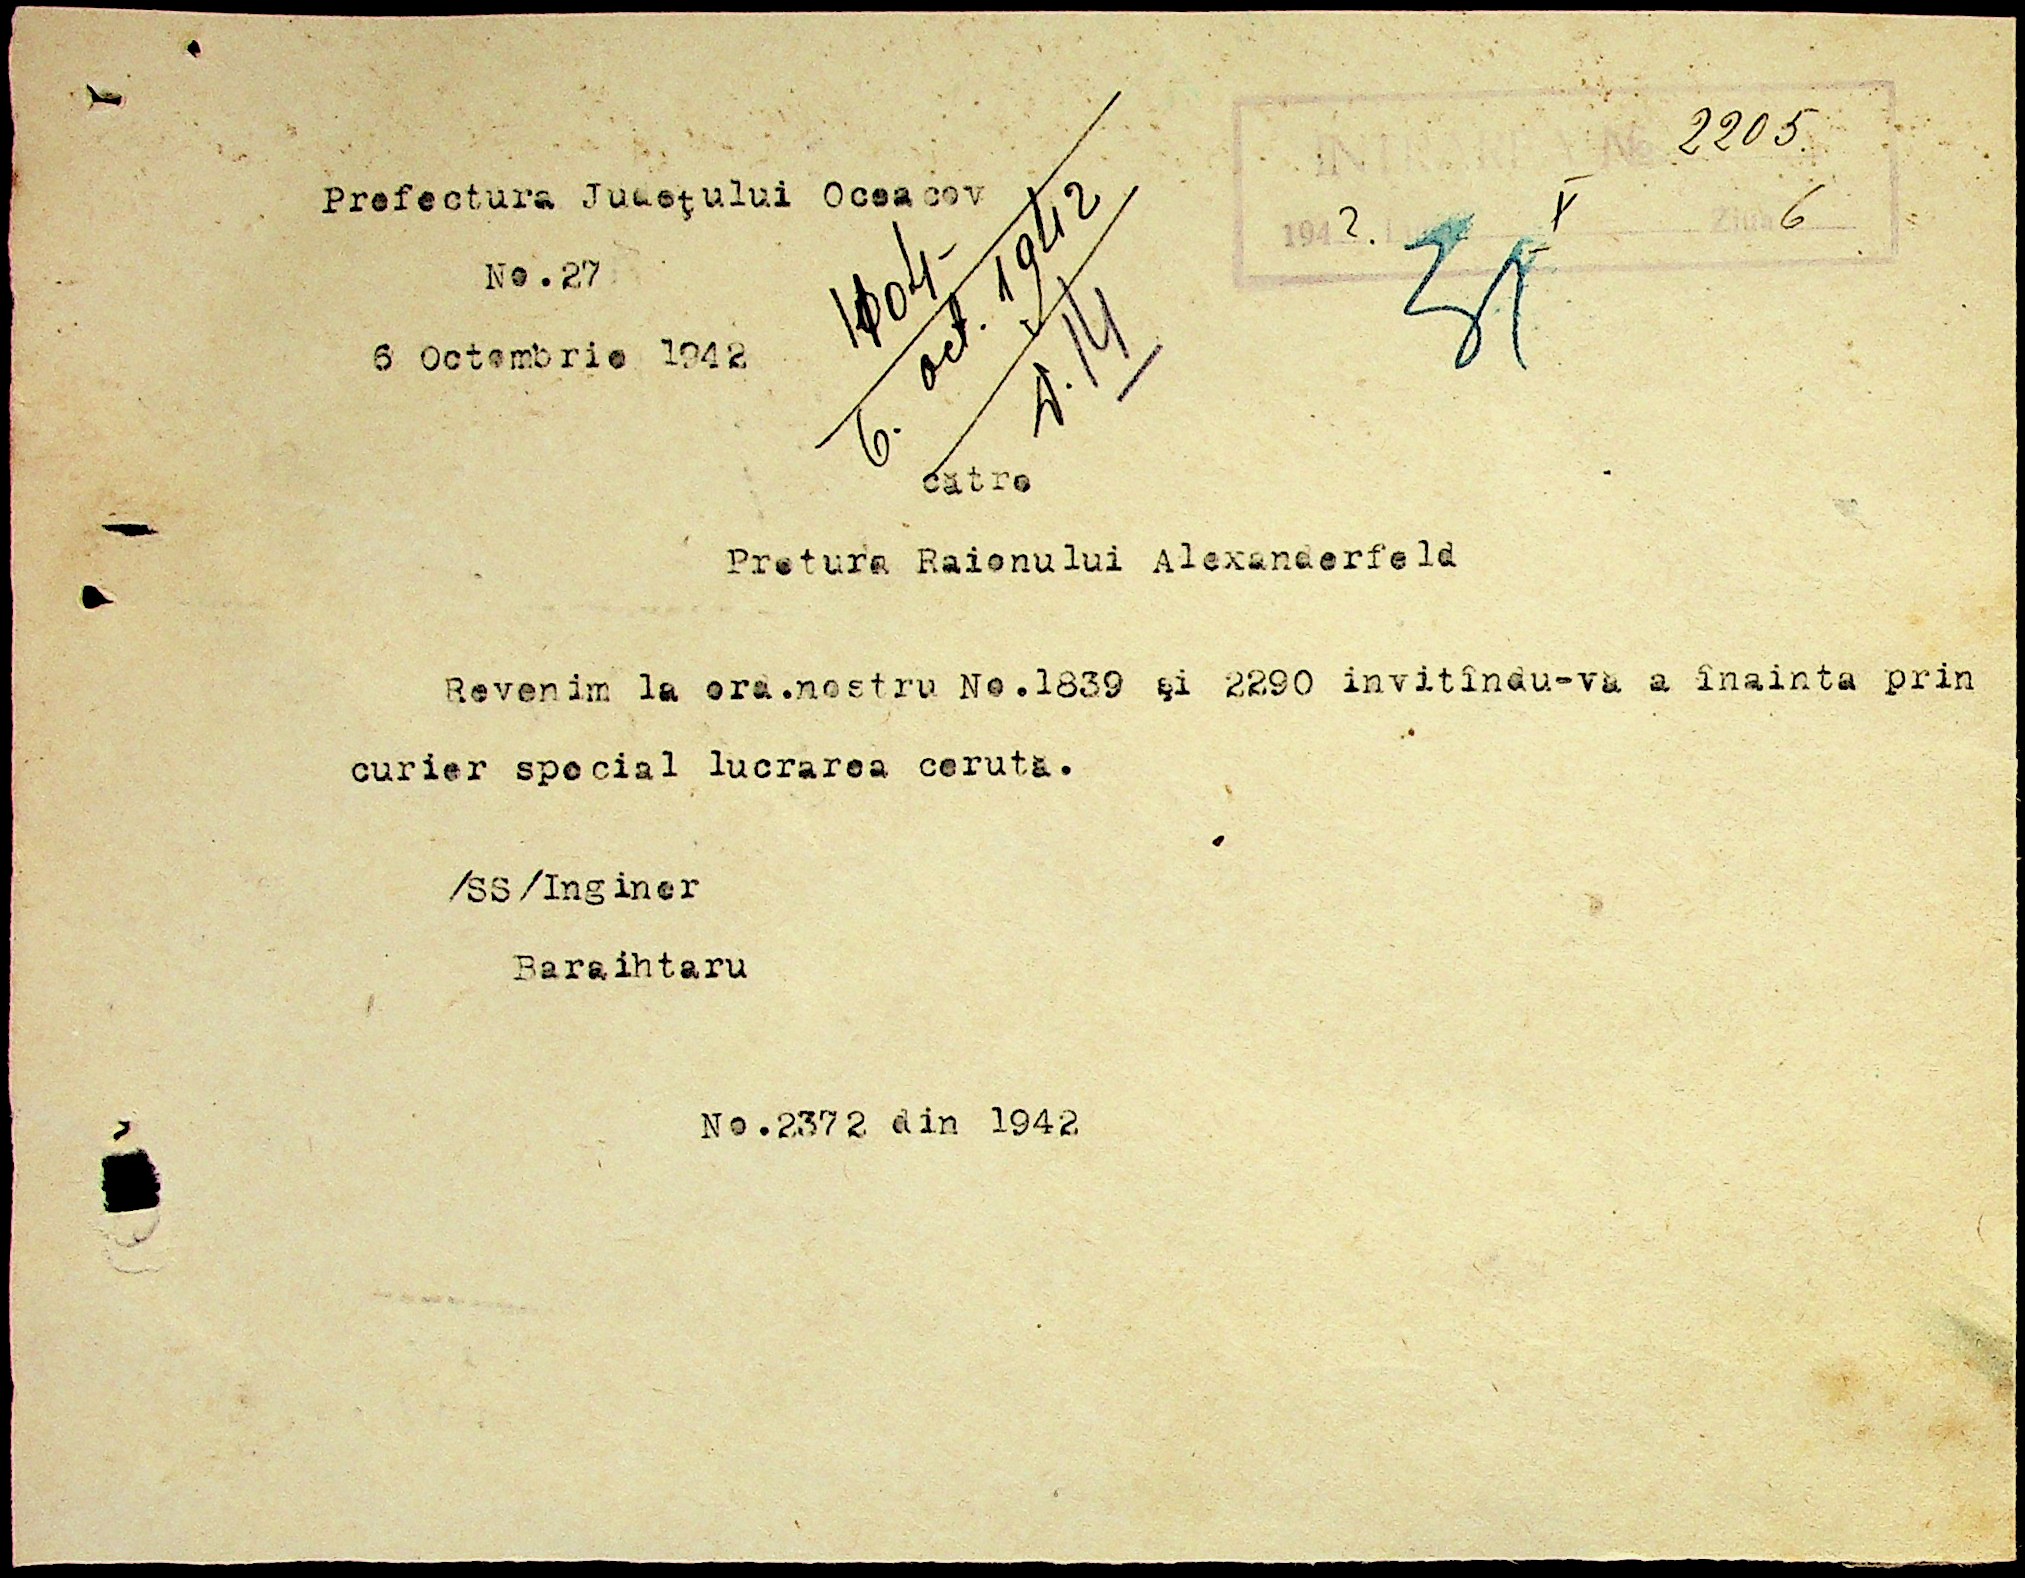 INTRARE No 2205.
1942. Luna X Ziua 6
Prefectura Judeţului Oceacov
No.27
6 Octombrie 1942
6. oct. 1942
către
Pretura Raionului Alexanderfeld
Revenim la ord.nostru No.1839 şi 2290 invitîndu-vă a înainta prin
curier special lucrarea cerută.
/SS/Inginer
Baraihtaru
No.2372 din 1942